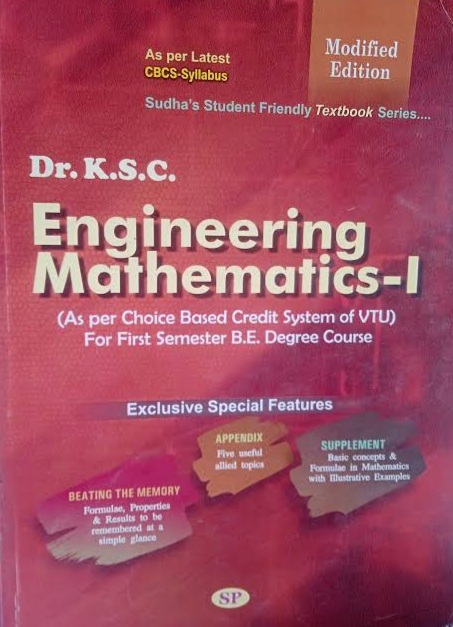 As per Latest
CBCS-Syllabus
Modified
Edition
Sudha's Student Friendly Textbook Series....
Dr. K.S.C.
Engineering
Mathematics-I
(As per Choice Based Credit System of VTU)
For First Semester B.E. Degree Course
Exclusive Special Features
BEATING THE MEMORY
Formulae, Properties
& Results to be
remembered at a
simple glance
APPENDIX
Five useful
allied topics
SUPPLEMENT
Basic concepts &
Formulae in Mathematics
with Illustrative Examples
SP